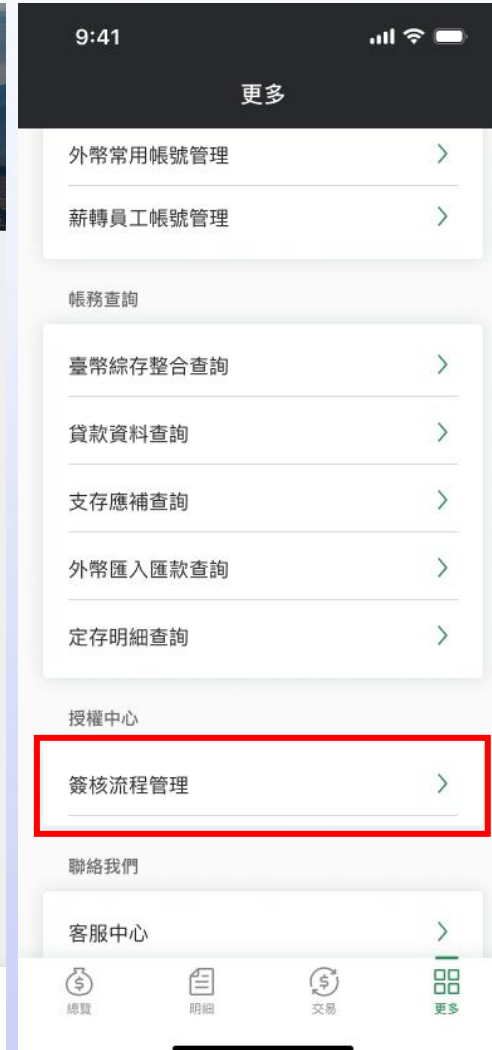 9:41
更多
外幣常用帳號管理
薪轉員工帳號管理
帳務查詢
臺幣綜存整合查詢
貸款資料查詢
支存應補查詢
外幣匯入匯款查詢
定存明細查詢
授權中心
簽核流程管理
聯絡我們
客服中心
總覽 明細 交易 更多